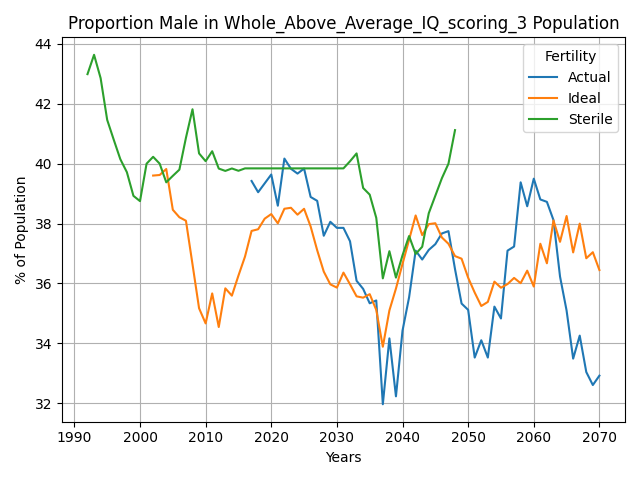 Proportion Male in Whole_Above_Average_IQ_scoring_3 Population
Fertility
Actual
Ideal
Sterile
% of Population
44
42
40
38
36
34
32
1990
2000
2010
2020
2030
2040
2050
2060
2070
Years